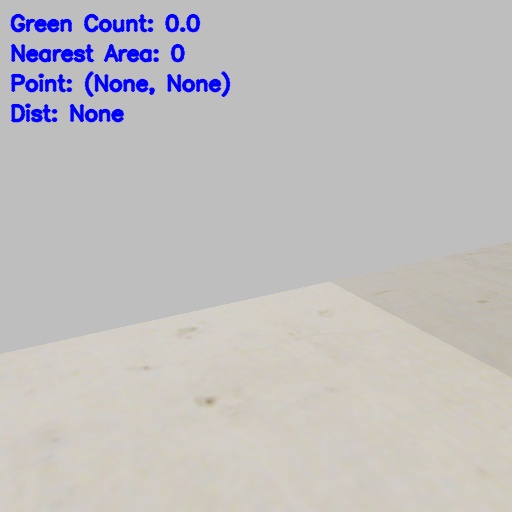 Green Count: 0.0
Nearest Area: 0
Point: (None, None)
Dist: None